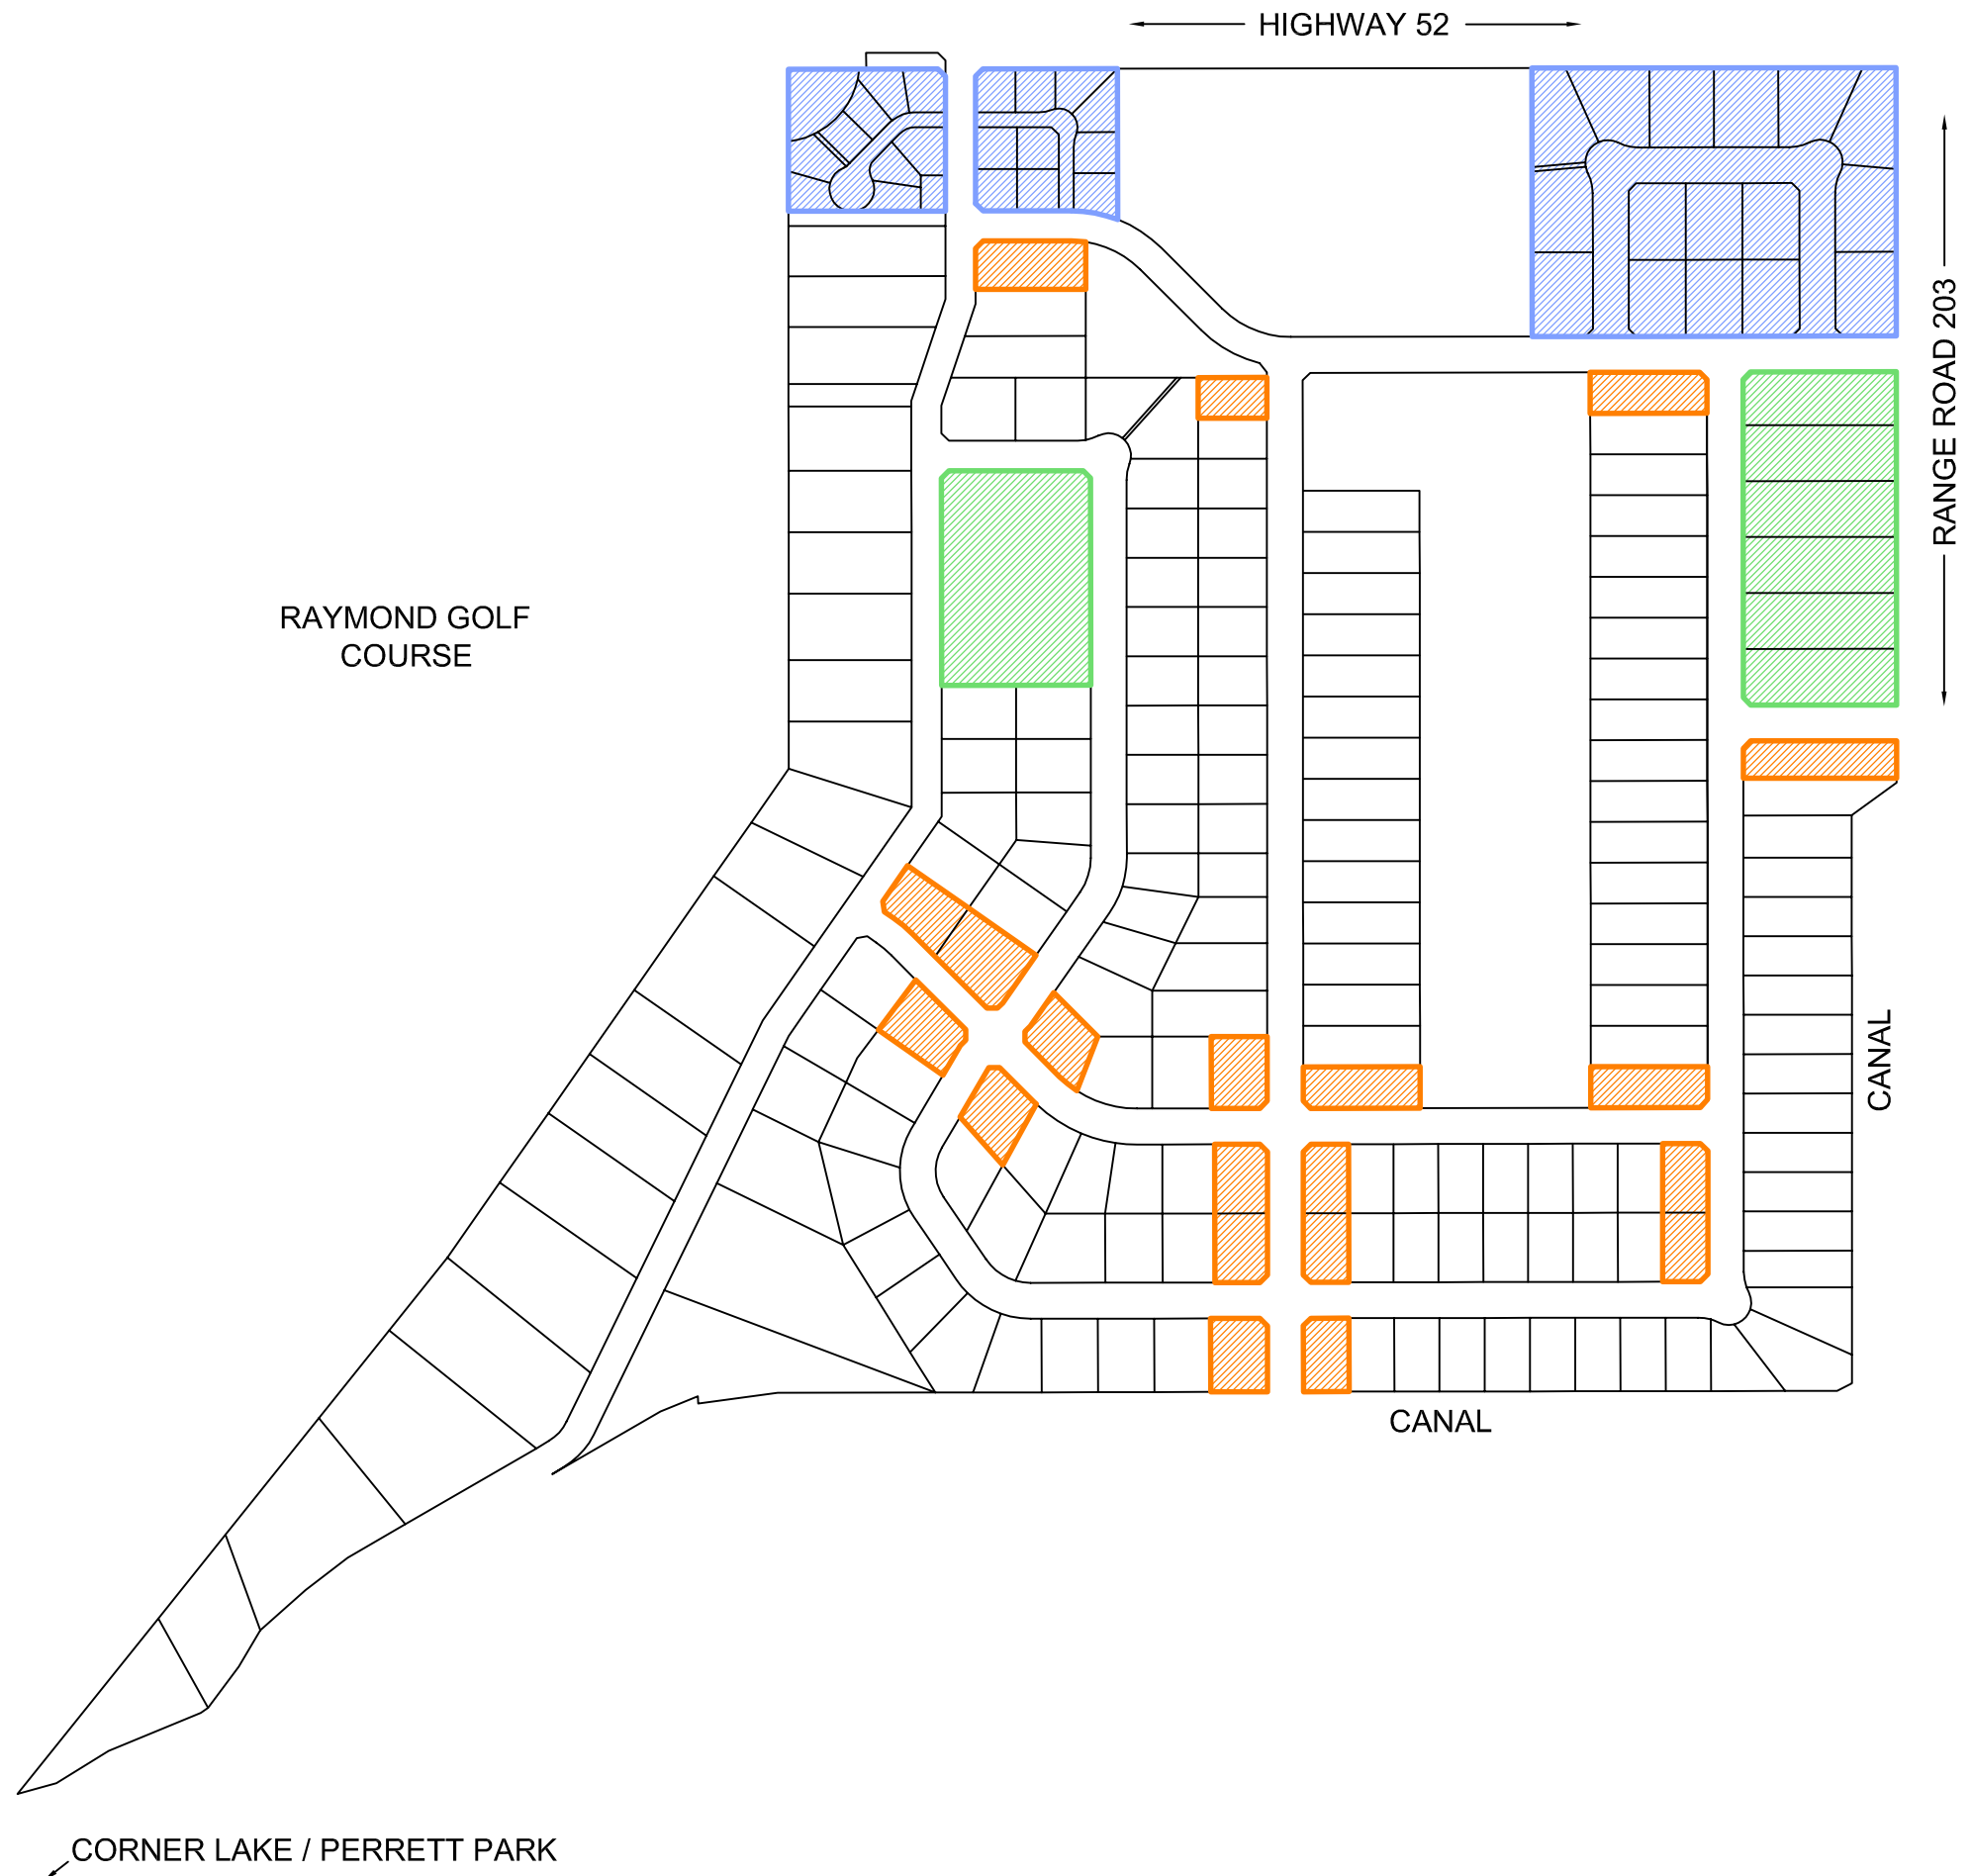 HIGHWAY 52
RANGE ROAD 203
RAYMOND GOLF
COURSE
CANAL
CANAL
CORNER LAKE / PERRETT PARK